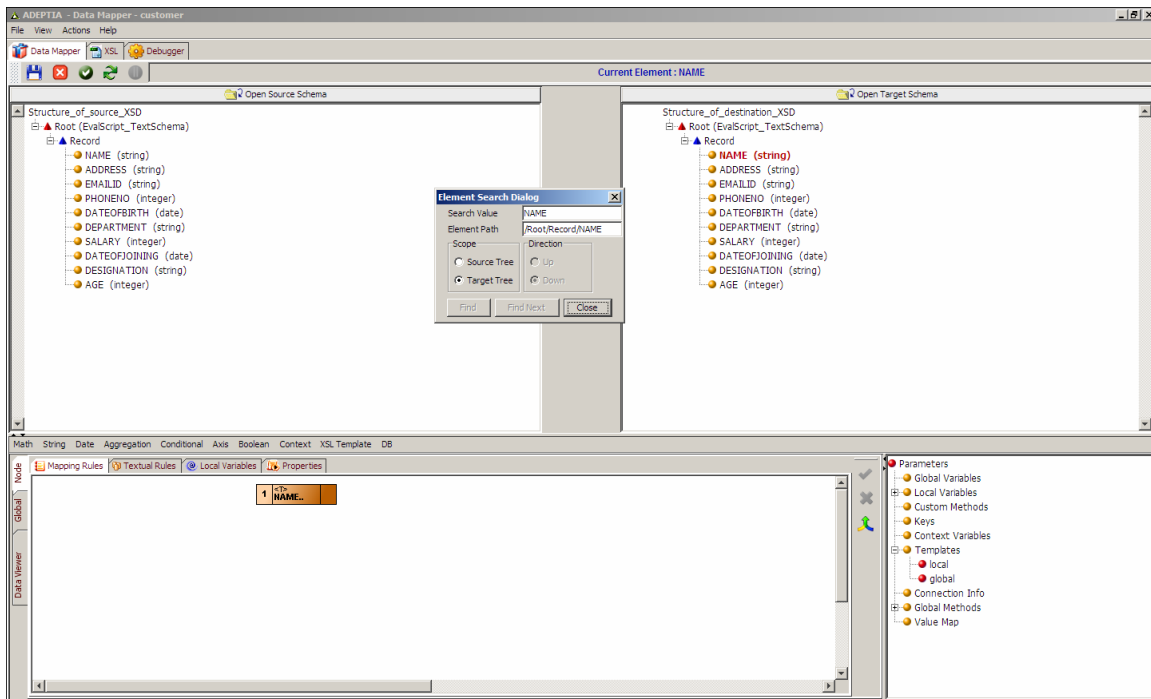 ADEPTIA - Data Mapper - customer
File View Actions Help
Data Mapper XSL Debugger
Current Element : NAME
Open Source Schema
Open Target Schema
Structure_of_source_XSD
Root (EvalScript_TextSchema)
Record
NAME (string)
ADDRESS (string)
EMAILID (string)
PHONENO (integer)
DATEOFBIRTH (date)
DEPARTMENT (string)
SALARY (integer)
DATEOFJOINING (date)
DESIGNATION (string)
AGE (integer)
Element Search Dialog
Search Value NAME
Element Path /Root/Record/NAME
Scope Direction
Source Tree Up
Target Tree Down
Find Find Next Close
Structure_of_destination_XSD
Root (EvalScript_TextSchema)
Record
NAME (string)
ADDRESS (string)
EMAILID (string)
PHONENO (integer)
DATEOFBIRTH (date)
DEPARTMENT (string)
SALARY (integer)
DATEOFJOINING (date)
DESIGNATION (string)
AGE (integer)
Math String Date Aggregation Conditional Axis Boolean Context XSL Template DB
Node
Global
Data Viewer
Mapping Rules Textual Rules Local Variables Properties
1 <T> NAME..
Parameters
Global Variables
Local Variables
Custom Methods
Keys
Context Variables
Templates
local
global
Connection Info
Global Methods
Value Map